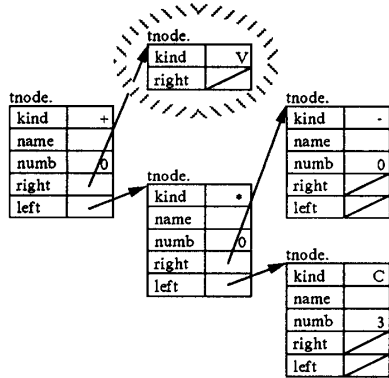 tnode.
kind V
right
tnode.
kind +
name
numb 0
right
left
tnode.
kind *
name
numb 0
right
left
tnode.
kind -
name
numb 0
right
left
tnode.
kind C
name
numb 3
right
left